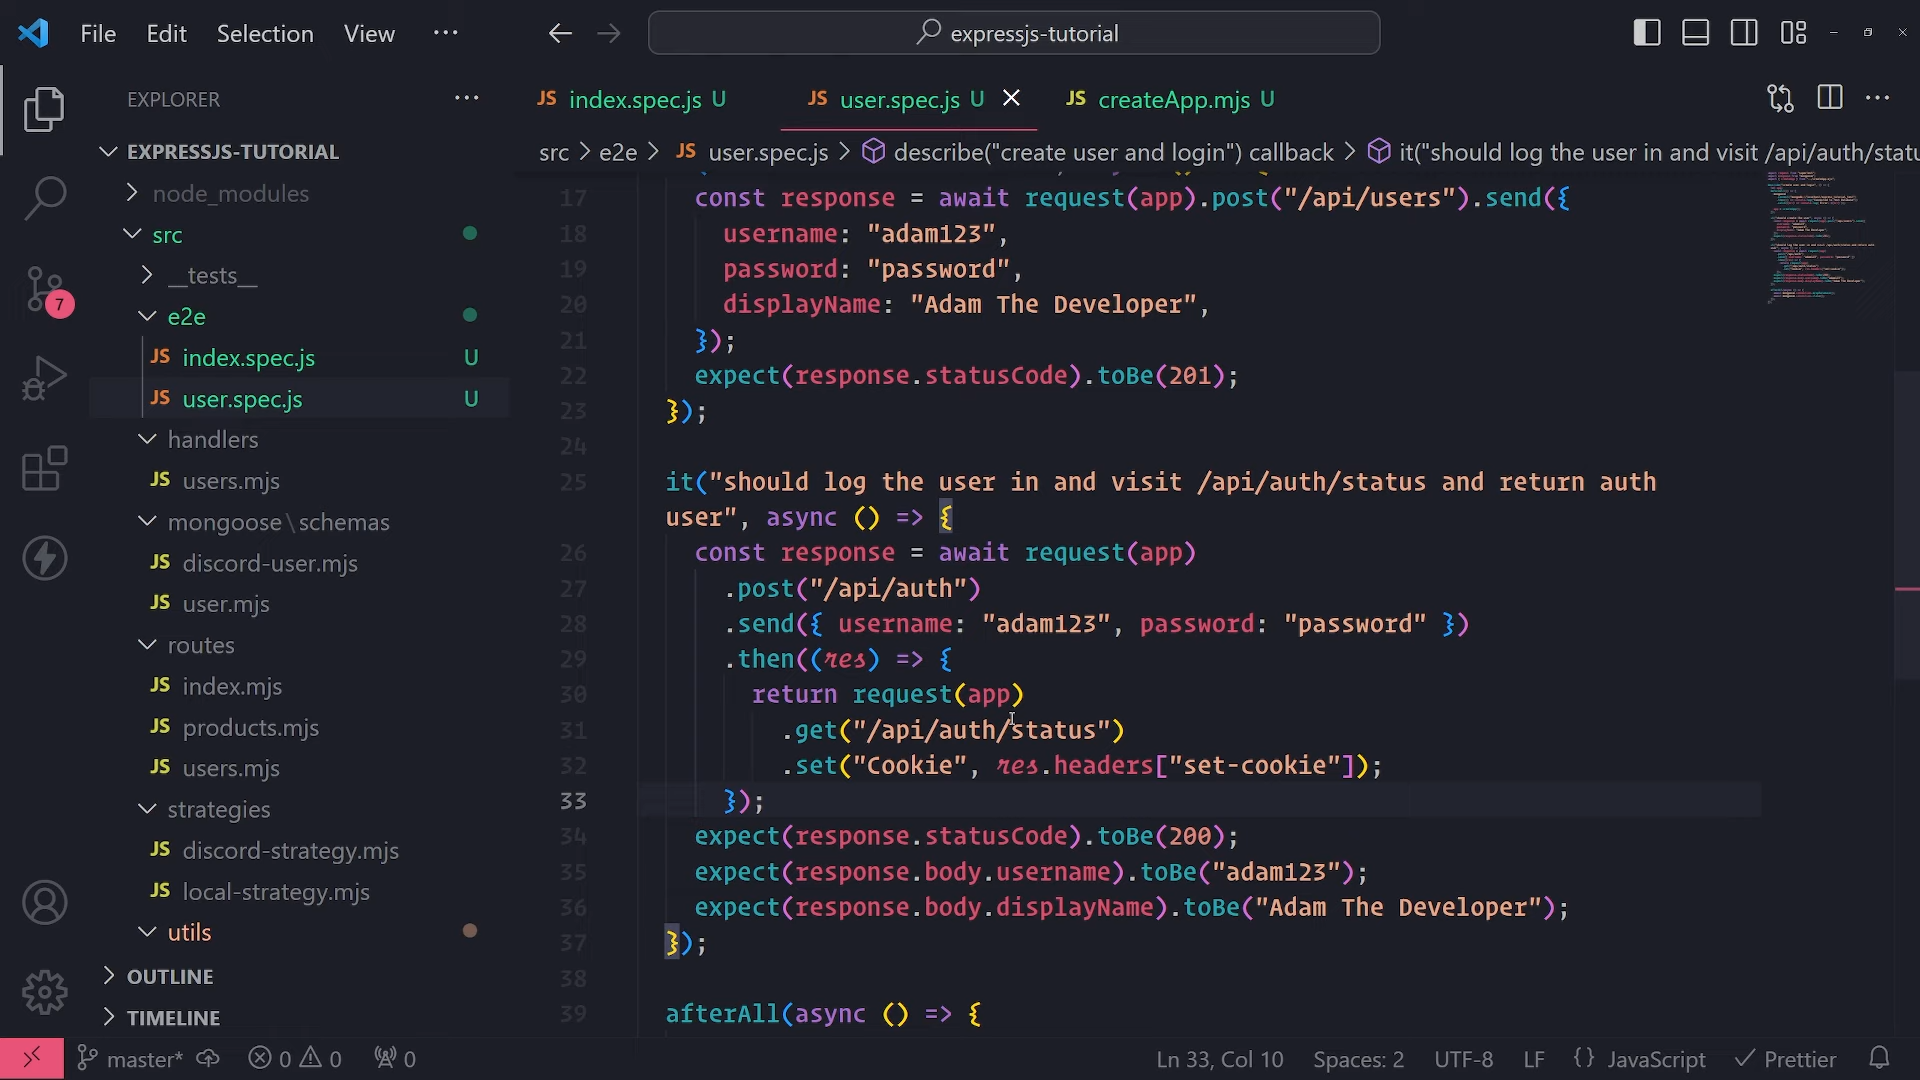 File Edit Selection View ...
expressjs-tutorial
EXPLORER
JS index.spec.js U
JS user.spec.js U
JS createApp.mjs U
src > e2e > JS user.spec.js > describe("create user and login") callback > it("should log the user in and visit /api/auth/statu
EXPRESSJS-TUTORIAL
node_modules
src
__tests__
e2e
JS index.spec.js U
JS user.spec.js U
handlers
JS users.mjs
mongoose\schemas
JS discord-user.mjs
JS user.mjs
routes
JS index.mjs
JS products.mjs
JS users.mjs
strategies
JS discord-strategy.mjs
JS local-strategy.mjs
utils
OUTLINE
TIMELINE
7
17 const response = await request(app).post("/api/users").send({
18 username: "adam123",
19 password: "password",
20 displayName: "Adam The Developer",
21 });
22 expect(response.statusCode).toBe(201);
23 });
24
25 it("should log the user in and visit /api/auth/status and return auth
user", async () => {
26 const response = await request(app)
27 .post("/api/auth")
28 .send({ username: "adam123", password: "password" })
29 .then((res) => {
30 return request(app)
31 .get("/api/auth/status")
32 .set("Cookie", res.headers["set-cookie"]);
33 });
34 expect(response.statusCode).toBe(200);
35 expect(response.body.username).toBe("adam123");
36 expect(response.body.displayName).toBe("Adam The Developer");
37 });
38
39 afterAll(async () => {
master* 0 0 0 Ln 33, Col 10 Spaces: 2 UTF-8 LF {} JavaScript Prettier